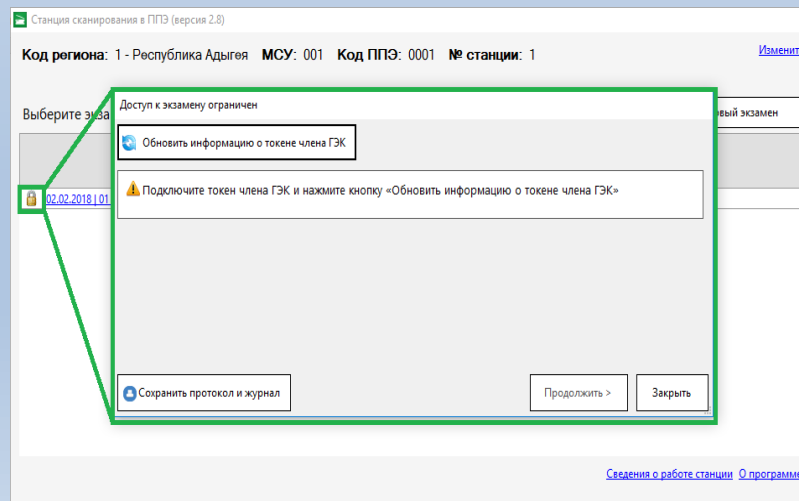 Станция сканирования в ППЭ (версия 2.8)
Код региона: 1 - Республика Адыгея МСУ: 001 Код ППЭ: 0001 № станции: 1
Изменит
Выберите экза
вый экзамен
Доступ к экзамену ограничен
Обновить информацию о токене члена ГЭК
02.02.2018 | 01
Подключите токен члена ГЭК и нажмите кнопку «Обновить информацию о токене члена ГЭК»
Сохранить протокол и журнал
Продолжить >
Закрыть
Сведения о работе станции О программе